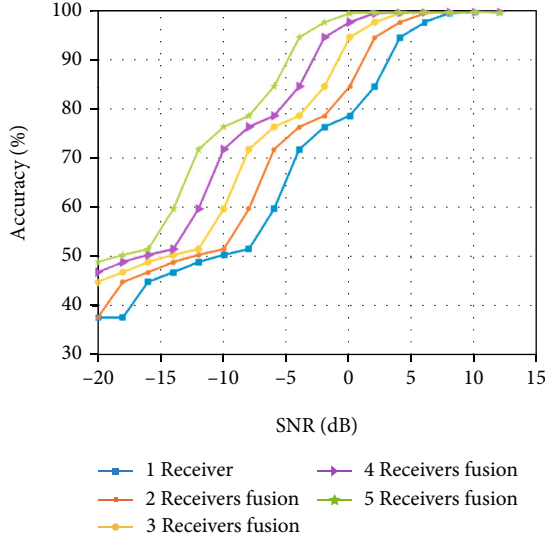 100
90
80
70
60
50
40
30
Accuracy (%)
–20 –15 –10 –5 0 5 10 15
SNR (dB)
1 Receiver
2 Receivers fusion
3 Receivers fusion
4 Receivers fusion
5 Receivers fusion